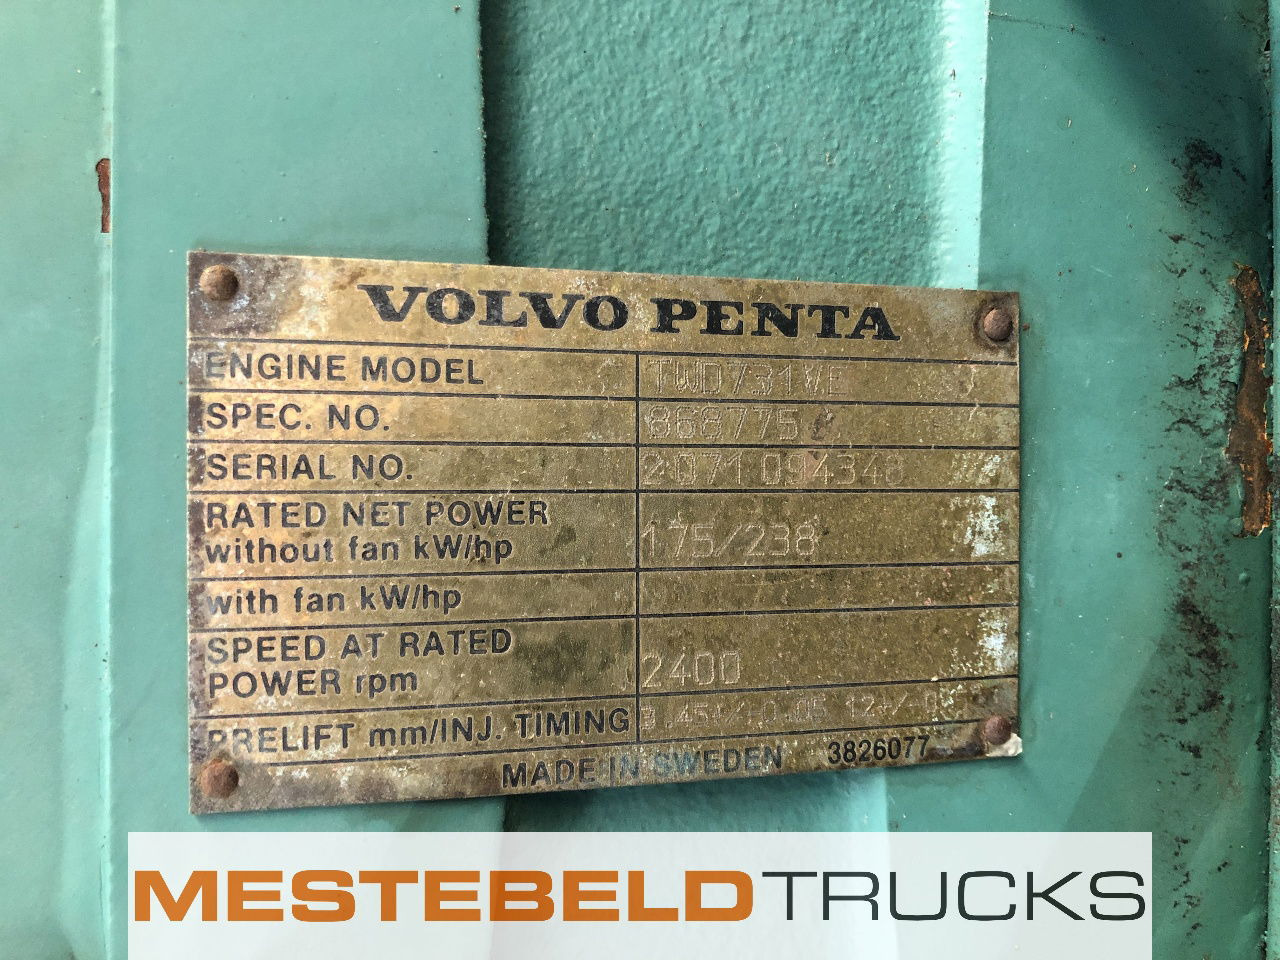 VOLVO PENTA
ENGINE MODEL TWD731VE
SPEC. NO. 868775
SERIAL NO. 2071094348
RATED NET POWER
without fan kW/hp 175/238
with fan kW/hp
SPEED AT RATED
POWER rpm 2400
PRELIFT mm/INJ. TIMING
MADE IN SWEDEN 3826077
MESTEBELDTRUCKS